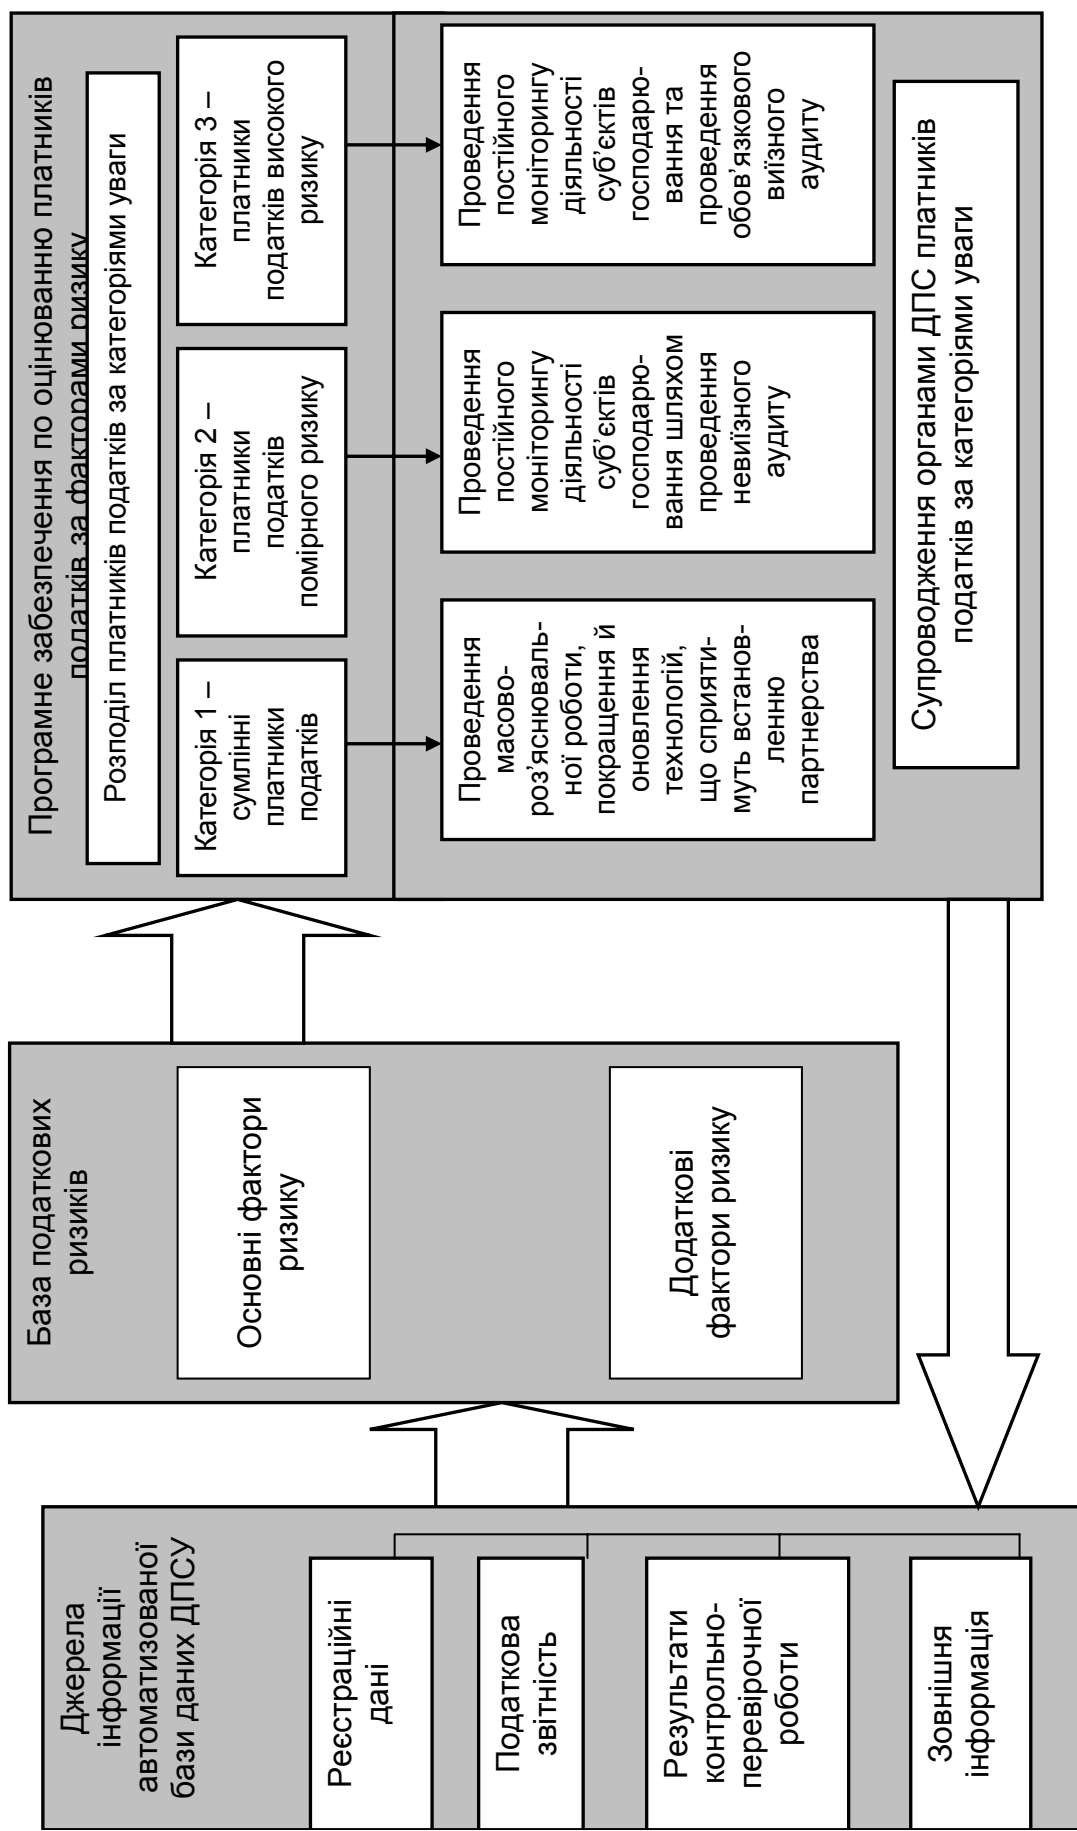 Джерела
інформації
автоматизованої
бази даних ДПСУ
Реєстраційні
дані
Податкова
звітність
Результати
контрольно-
перевірочної
роботи
Зовнішня
інформація
База податкових
ризиків
Основні фактори
ризику
Додаткові
фактори ризику
Програмне забезпечення по оцінюванню платників
податків за факторами ризику
Розподіл платників податків за категоріями уваги
Категорія 1 –
сумлінні
платники
податків
Категорія 2 –
платники
податків
помірного ризику
Категорія 3 –
платники
податків високого
ризику
Проведення
масово-
роз’яснюваль-
ної роботи,
покращення й
оновлення
технологій,
що сприяти-
муть встанов-
ленню
партнерства
Проведення
постійного
моніторингу
діяльності
суб’єктів
господарю-
вання шляхом
проведення
невиїзного
аудиту
Проведення
постійного
моніторингу
діяльності
суб’єктів
господарю-
вання та
проведення
обов’язкового
виїзного
аудиту
Супроводження органами ДПС платників
податків за категоріями уваги